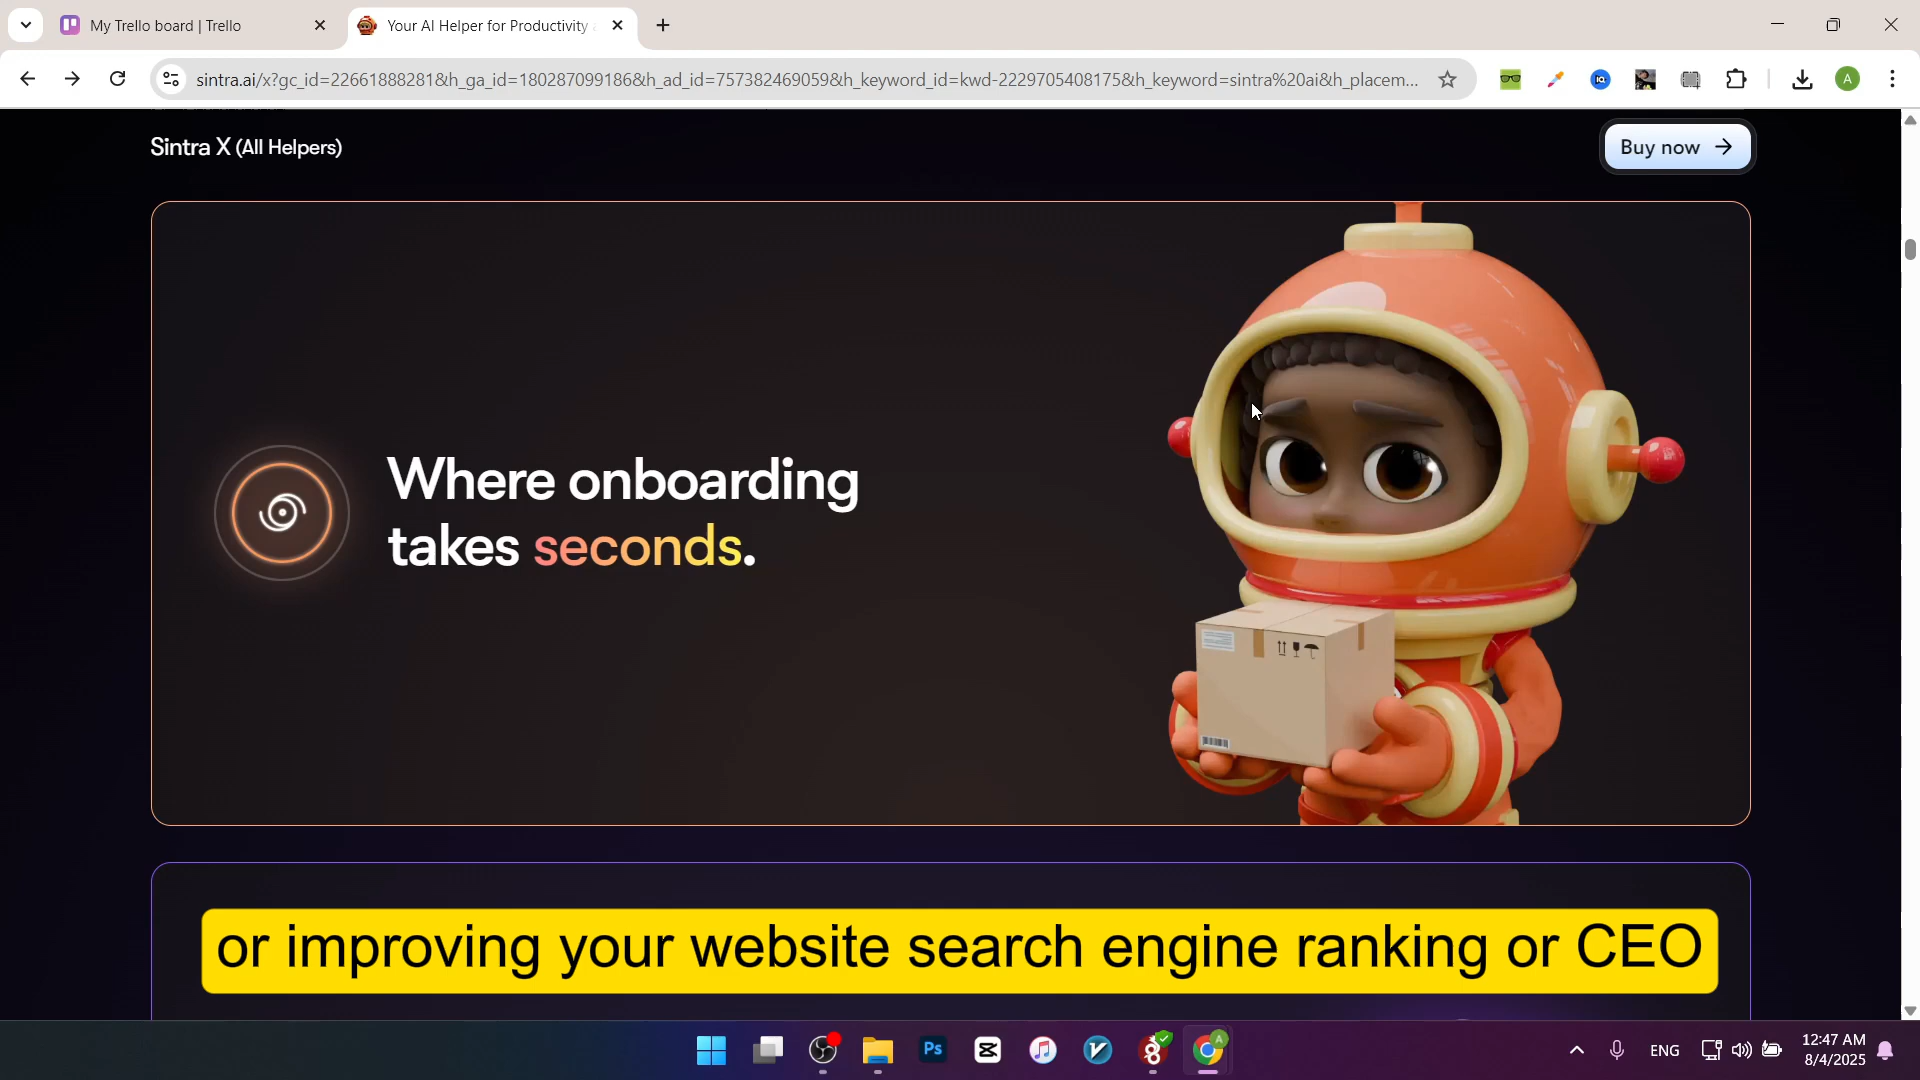 My Trello board | Trello
Your AI Helper for Productivity
sintra.ai/x?gc_id=22661888281&h_ga_id=180287099186&h_ad_id=757382469059&h_keyword_id=kwd-2229705408175&h_keyword=sintra%20ai&h_placem...
A
Sintra X (All Helpers)
Buy now
Where onboarding
takes seconds.
or improving your website search engine ranking or CEO
Ps
A
ENG
12:47 AM
8/4/2025